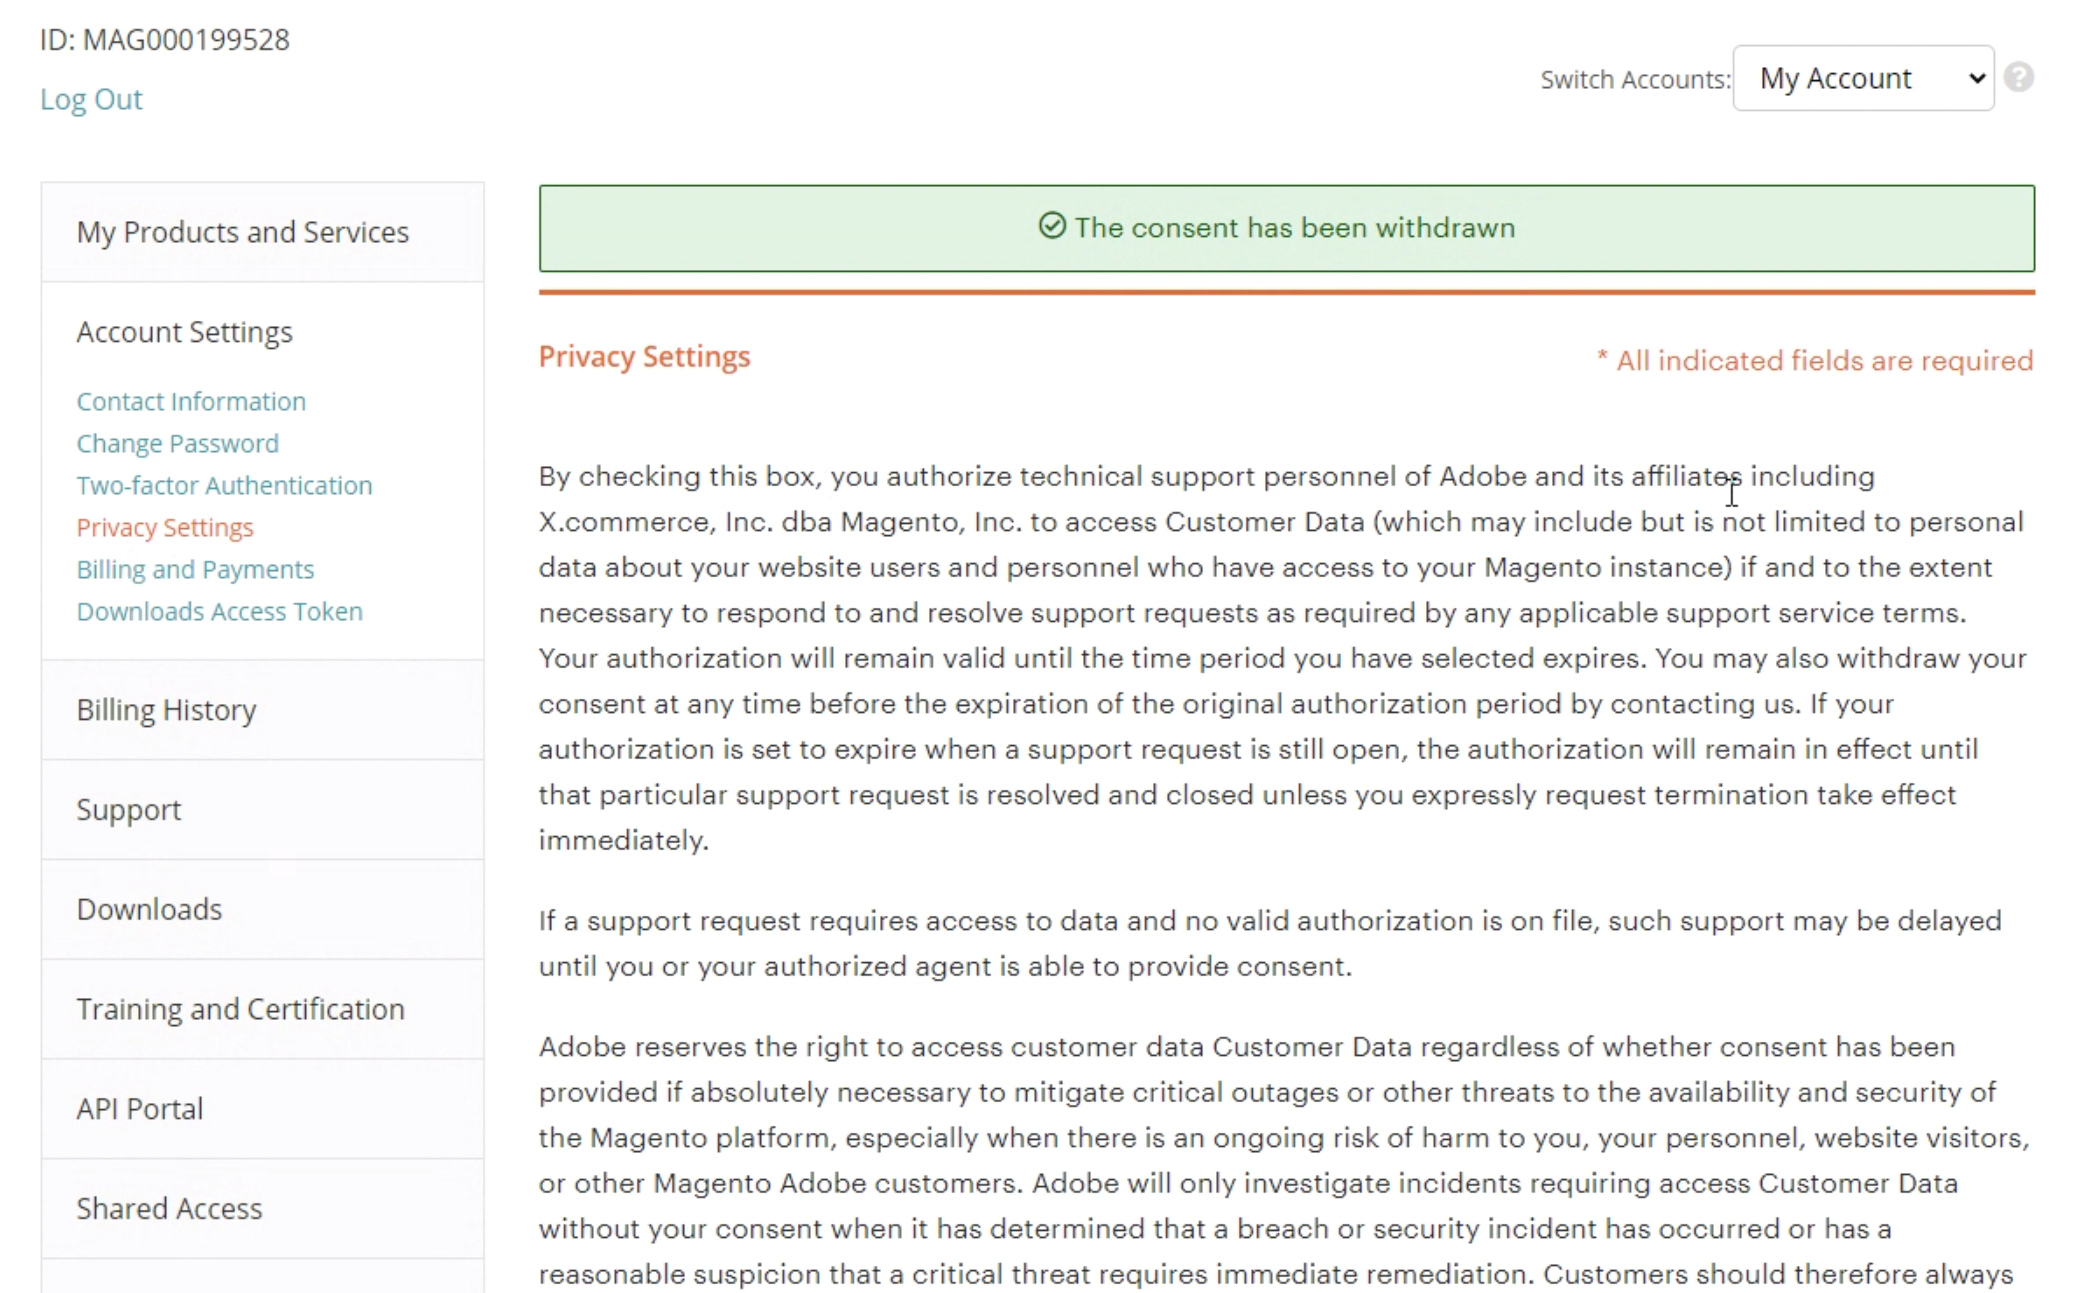 ID: MAG000199528
Log Out
Switch Accounts: My Account
My Products and Services
Account Settings
Contact Information
Change Password
Two-factor Authentication
Privacy Settings
Billing and Payments
Downloads Access Token
Billing History
Support
Downloads
Training and Certification
API Portal
Shared Access
The consent has been withdrawn
Privacy Settings
* All indicated fields are required
By checking this box, you authorize technical support personnel of Adobe and its affiliates including
X.commerce, Inc. dba Magento, Inc. to access Customer Data (which may include but is not limited to personal
data about your website users and personnel who have access to your Magento instance) if and to the extent
necessary to respond to and resolve support requests as required by any applicable support service terms.
Your authorization will remain valid until the time period you have selected expires. You may also withdraw your
consent at any time before the expiration of the original authorization period by contacting us. If your
authorization is set to expire when a support request is still open, the authorization will remain in effect until
that particular support request is resolved and closed unless you expressly request termination take effect
immediately.
If a support request requires access to data and no valid authorization is on file, such support may be delayed
until you or your authorized agent is able to provide consent.
Adobe reserves the right to access customer data Customer Data regardless of whether consent has been
provided if absolutely necessary to mitigate critical outages or other threats to the availability and security of
the Magento platform, especially when there is an ongoing risk of harm to you, your personnel, website visitors,
or other Magento Adobe customers. Adobe will only investigate incidents requiring access Customer Data
without your consent when it has determined that a breach or security incident has occurred or has a
reasonable suspicion that a critical threat requires immediate remediation. Customers should therefore always